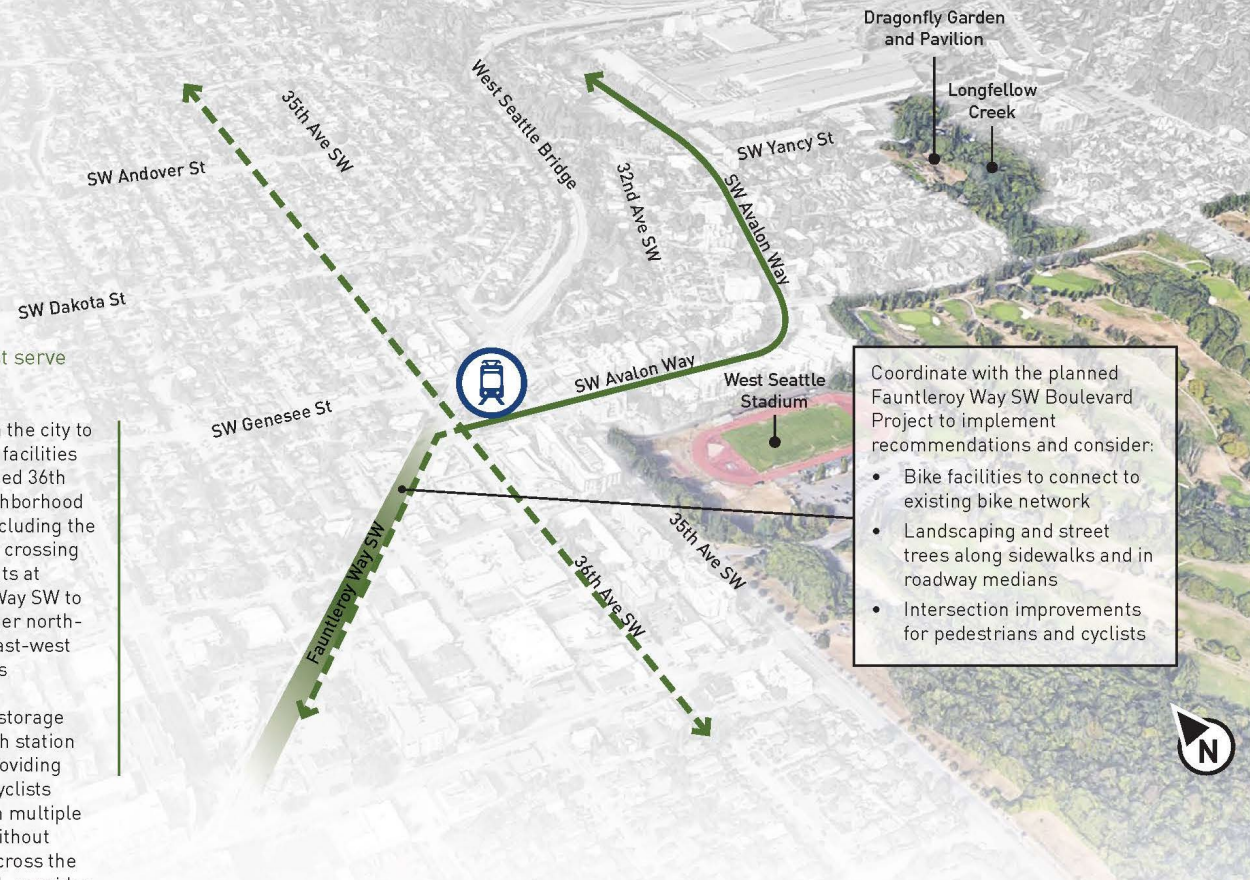 Dragonfly Garden
and Pavilion
Longfellow
Creek
West Seattle Bridge
35th Ave SW
SW Yancy St
SW Andover St
32nd Ave SW
SW Avalon Way
SW Dakota St
t serve
SW Avalon Way
West Seattle
Stadium
SW Genesee St
the city to
facilities
ed 36th
hborhood
cluding the
crossing
ts at
Way SW to
er north-
ast-west
s
storage
h station
oviding
yclists
multiple
ithout
cross the
Coordinate with the planned
Fauntleroy Way SW Boulevard
Project to implement
recommendations and consider:
• Bike facilities to connect to
existing bike network
• Landscaping and street
trees along sidewalks and in
roadway medians
• Intersection improvements
for pedestrians and cyclists
35th Ave SW
36th Ave SW
Fauntleroy Way SW
N